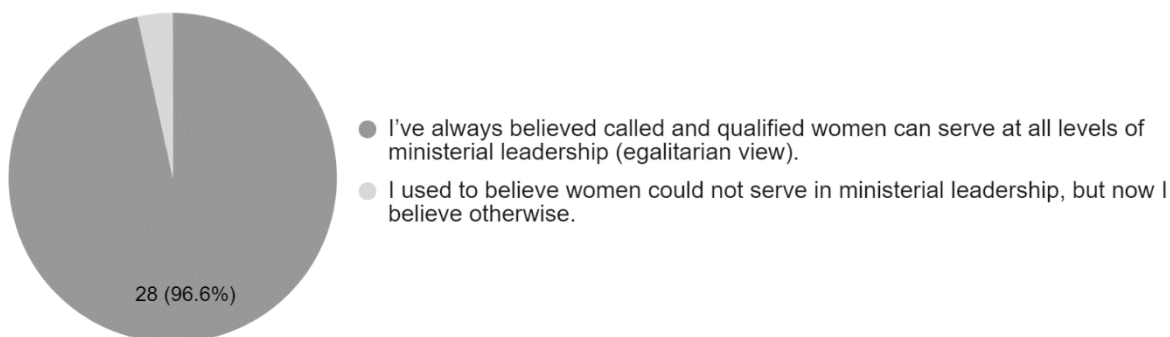 I've always believed called and qualified women can serve at all levels of
ministerial leadership (egalitarian view).
I used to believe women could not serve in ministerial leadership, but now I
believe otherwise.
28 (96.6%)